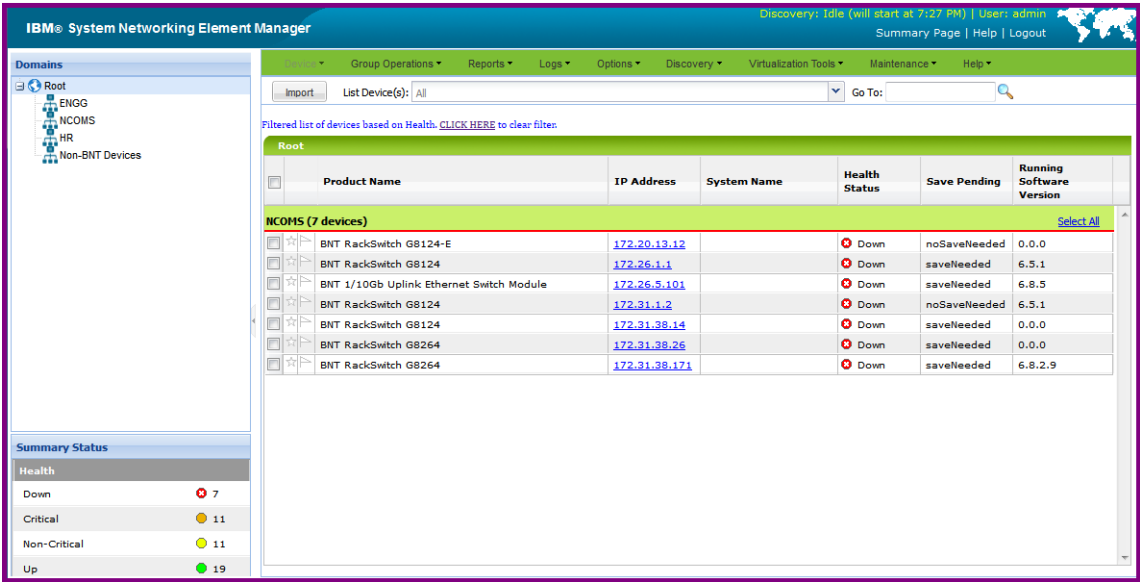 Discovery: Idle (will start at 7:27 PM) | User: admin
IBM® System Networking Element Manager
Summary Page | Help | Logout
Domains
Root
ENGG
NCOMS
HR
Non-BNT Devices
Device Group Operations Reports Logs Options Discovery Virtualization Tools Maintenance Help
Import List Device(s): All Go To:
Filtered list of devices based on Health. CLICK HERE to clear filter.
Root
Product Name IP Address System Name Health Status Save Pending Running Software Version
NCOMS (7 devices) Select All
BNT RackSwitch G8124-E 172.20.13.12 Down noSaveNeeded 0.0.0
BNT RackSwitch G8124 172.26.1.1 Down saveNeeded 6.5.1
BNT 1/10Gb Uplink Ethernet Switch Module 172.26.5.101 Down saveNeeded 6.8.5
BNT RackSwitch G8124 172.31.1.2 Down noSaveNeeded 6.5.1
BNT RackSwitch G8124 172.31.38.14 Down saveNeeded 0.0.0
BNT RackSwitch G8264 172.31.38.26 Down saveNeeded 0.0.0
BNT RackSwitch G8264 172.31.38.171 Down saveNeeded 6.8.2.9
Summary Status
Health
Down 7
Critical 11
Non-Critical 11
Up 19